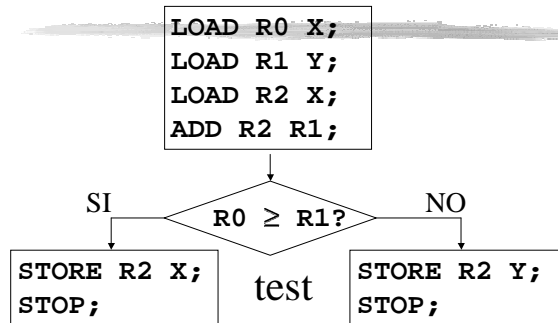 LOAD R0 X;
LOAD R1 Y;
LOAD R2 X;
ADD R2 R1;
SI
R0 ≥ R1?
NO
STORE R2 X;
STOP;
test
STORE R2 Y;
STOP;